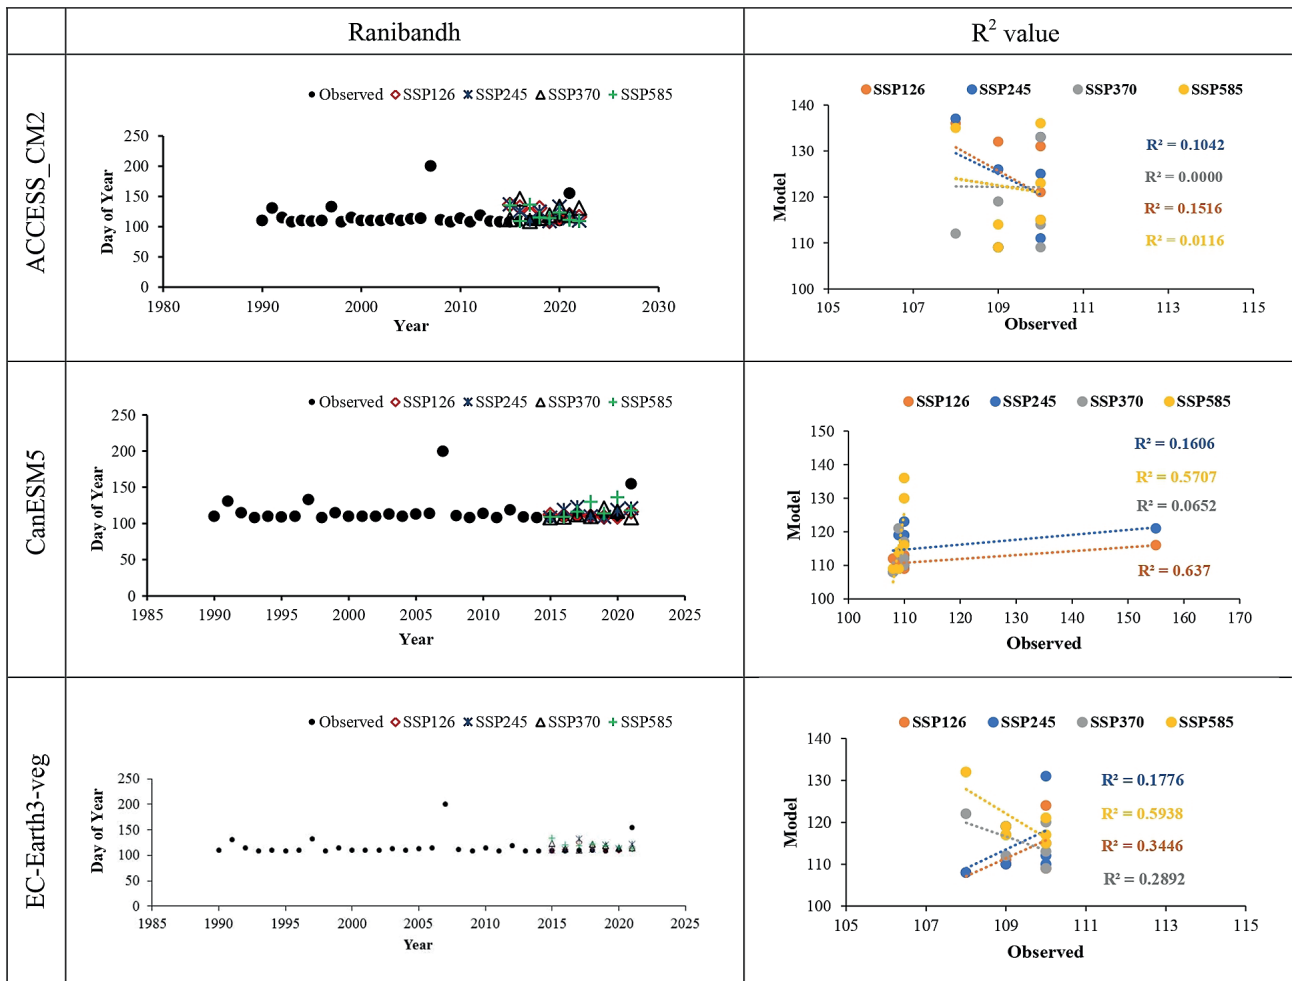 Ranibandh
R² value
ACCESS_CM2
Observed SSP126 SSP245 SSP370 SSP585
Day of Year
250
200
150
100
50
0
1980 1990 2000 2010 2020 2030
Year
SSP126 SSP245 SSP370 SSP585
Model
140
130
120
110
100
R² = 0.1042
R² = 0.0000
R² = 0.1516
R² = 0.0116
105 107 109 111 113 115
Observed
CanESM5
Observed SSP126 SSP245 SSP370 SSP585
Day of Year
250
200
150
100
50
0
1985 1990 1995 2000 2005 2010 2015 2020 2025
Year
SSP126 SSP245 SSP370 SSP585
Model
150
140
130
120
110
100
R² = 0.1606
R² = 0.5707
R² = 0.0652
R² = 0.637
100 110 120 130 140 150 160 170
Observed
EC-Earth3-veg
Observed SSP126 SSP245 SSP370 SSP585
Day of Year
250
200
150
100
50
0
1985 1990 1995 2000 2005 2010 2015 2020 2025
Year
SSP126 SSP245 SSP370 SSP585
Model
140
130
120
110
100
R² = 0.1776
R² = 0.5938
R² = 0.3446
R² = 0.2892
105 107 109 111 113 115
Observed